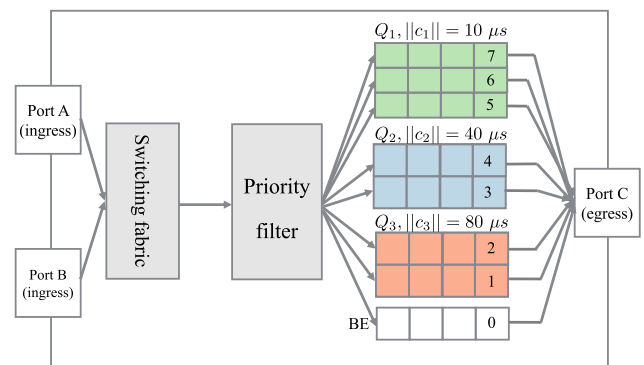 Port A
(ingress)
Port B
(ingress)
Switching fabric
Priority
filter
Q₁, ||c₁|| = 10 μs
7
6
5
Q₂, ||c₂|| = 40 μs
4
3
Q₃, ||c₃|| = 80 μs
2
1
BE
0
Port C
(egress)